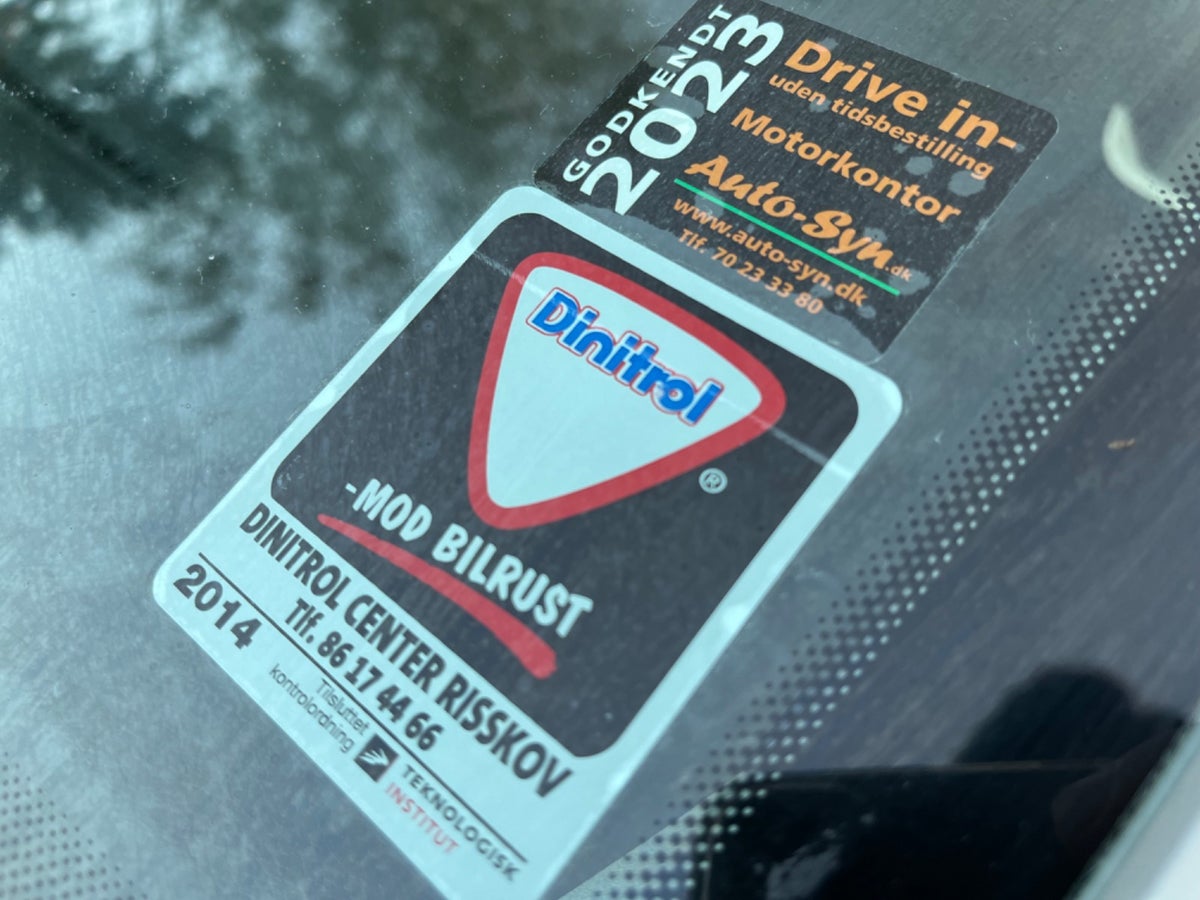 GODKENDT
2023
Drive in-
uden tidsbestilling
Motorkontor
Auto-Syn.dk
www.auto-syn.dk
Tlf. 70 23 33 80
Dinitrol
®
-MOD BILRUST
DINITROL CENTER RISSKOV
Tlf. 86 17 44 66
2014
Tilsluttet
kontrolordning
TEKNOLOGISK
INSTITUT